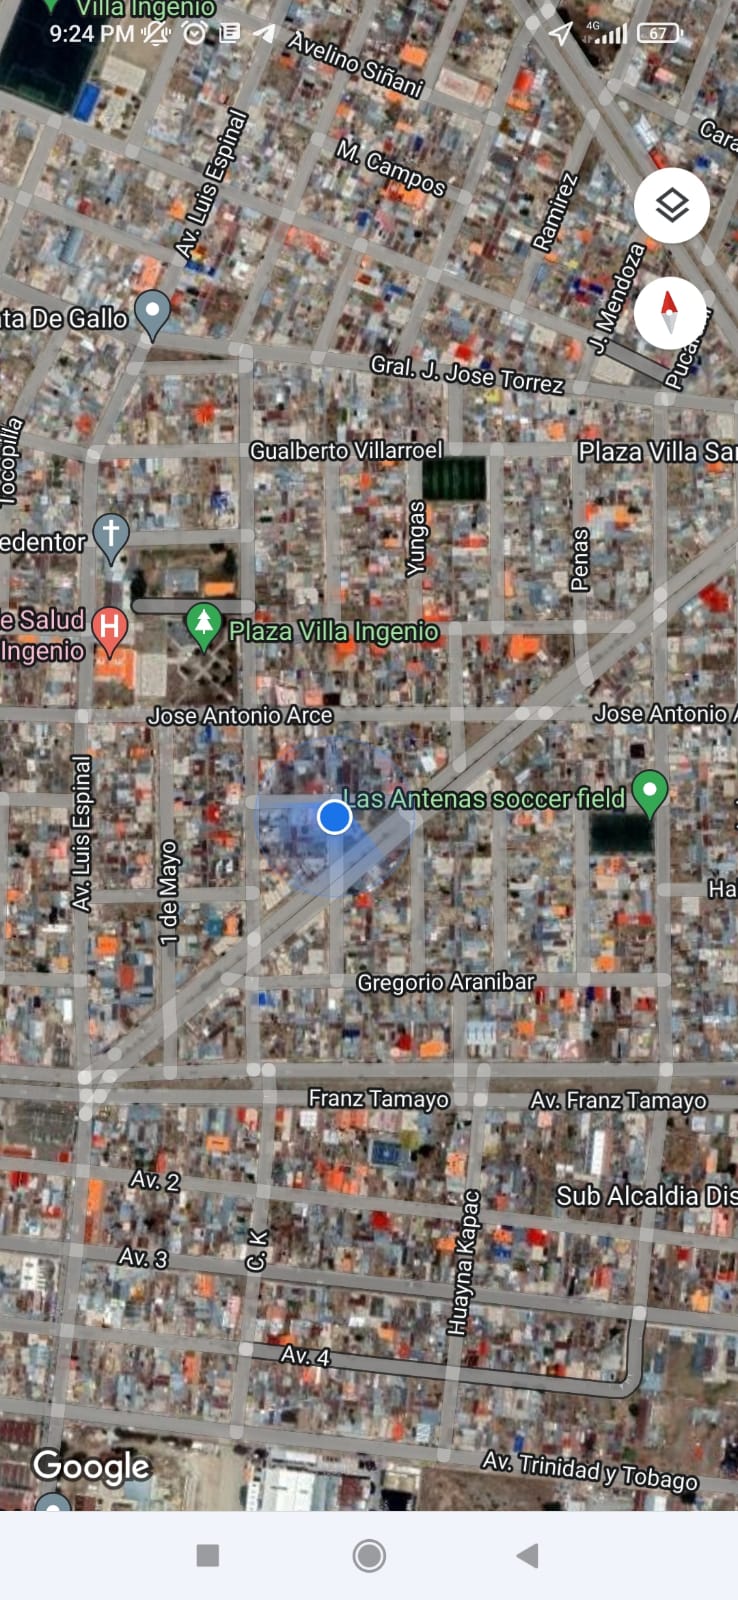 Villa Ingenio
9:24 PM
4G
67
Avelino Siñani
Cara
Av. Luis Espinal
M. Campos
Ramirez
J. Mendoza
ta De Gallo
Gral. J. Jose Torrez
Tocopilla
Gualberto Villarroel
Plaza Villa Sar
edentor
Yungas
Penas
e Salud
Ingenio
H
Plaza Villa Ingenio
Jose Antonio Arce
Jose Antonio A
Las Antenas soccer field
Av. Luis Espinal
1 de Mayo
Ha
Gregorio Aranibar
Franz Tamayo
Av. Franz Tamayo
Av. 2
Sub Alcaldia Dis
C. K
Huayna Kapac
Av. 3
Av. 4
Google
Av. Trinidad y Tobago